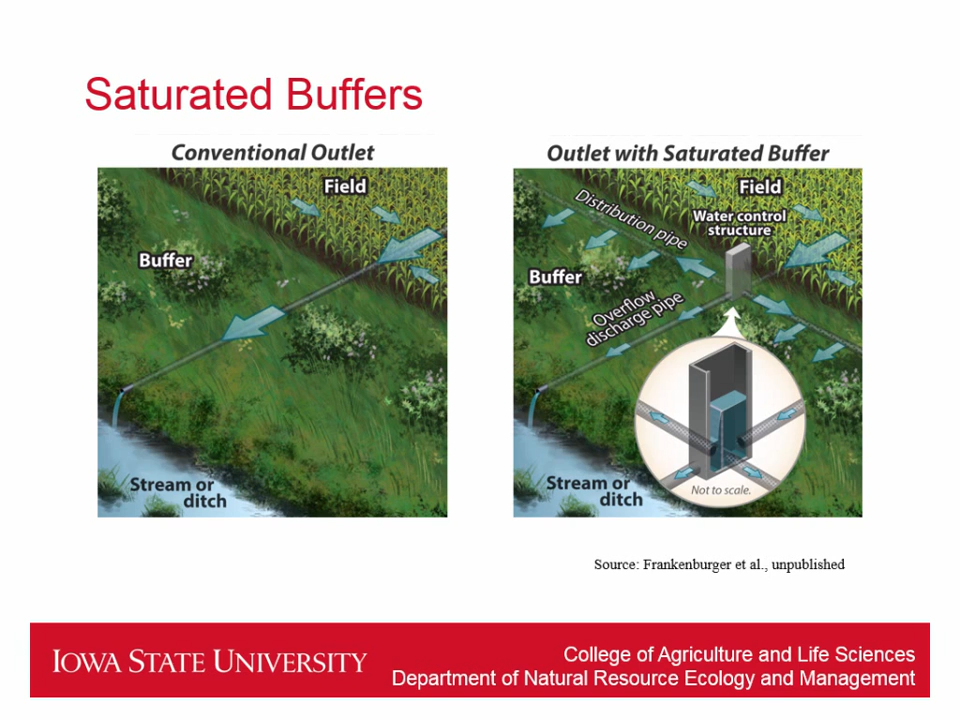 Saturated Buffers
Conventional Outlet
Field
Buffer
Stream or
ditch
Outlet with Saturated Buffer
Distribution pipe
Field
Water control
structure
Buffer
Overflow
discharge pipe
Not to scale.
Stream or
ditch
Source: Frankenburger et al., unpublished
IOWA STATE UNIVERSITY
College of Agriculture and Life Sciences
Department of Natural Resource Ecology and Management